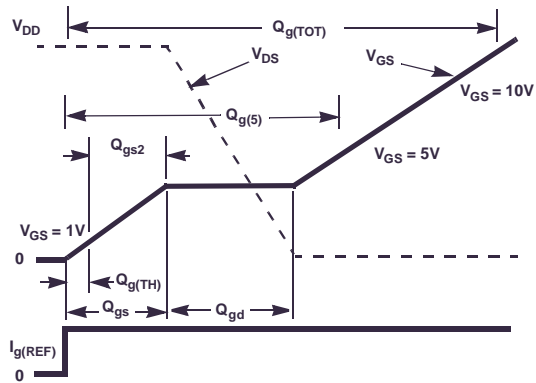 V_DD
Q_g(TOT)
V_DS
V_GS
V_GS = 10V
Q_g(5)
Q_gs2
V_GS = 5V
V_GS = 1V
0
Q_g(TH)
Q_gs
Q_gd
I_g(REF)
0